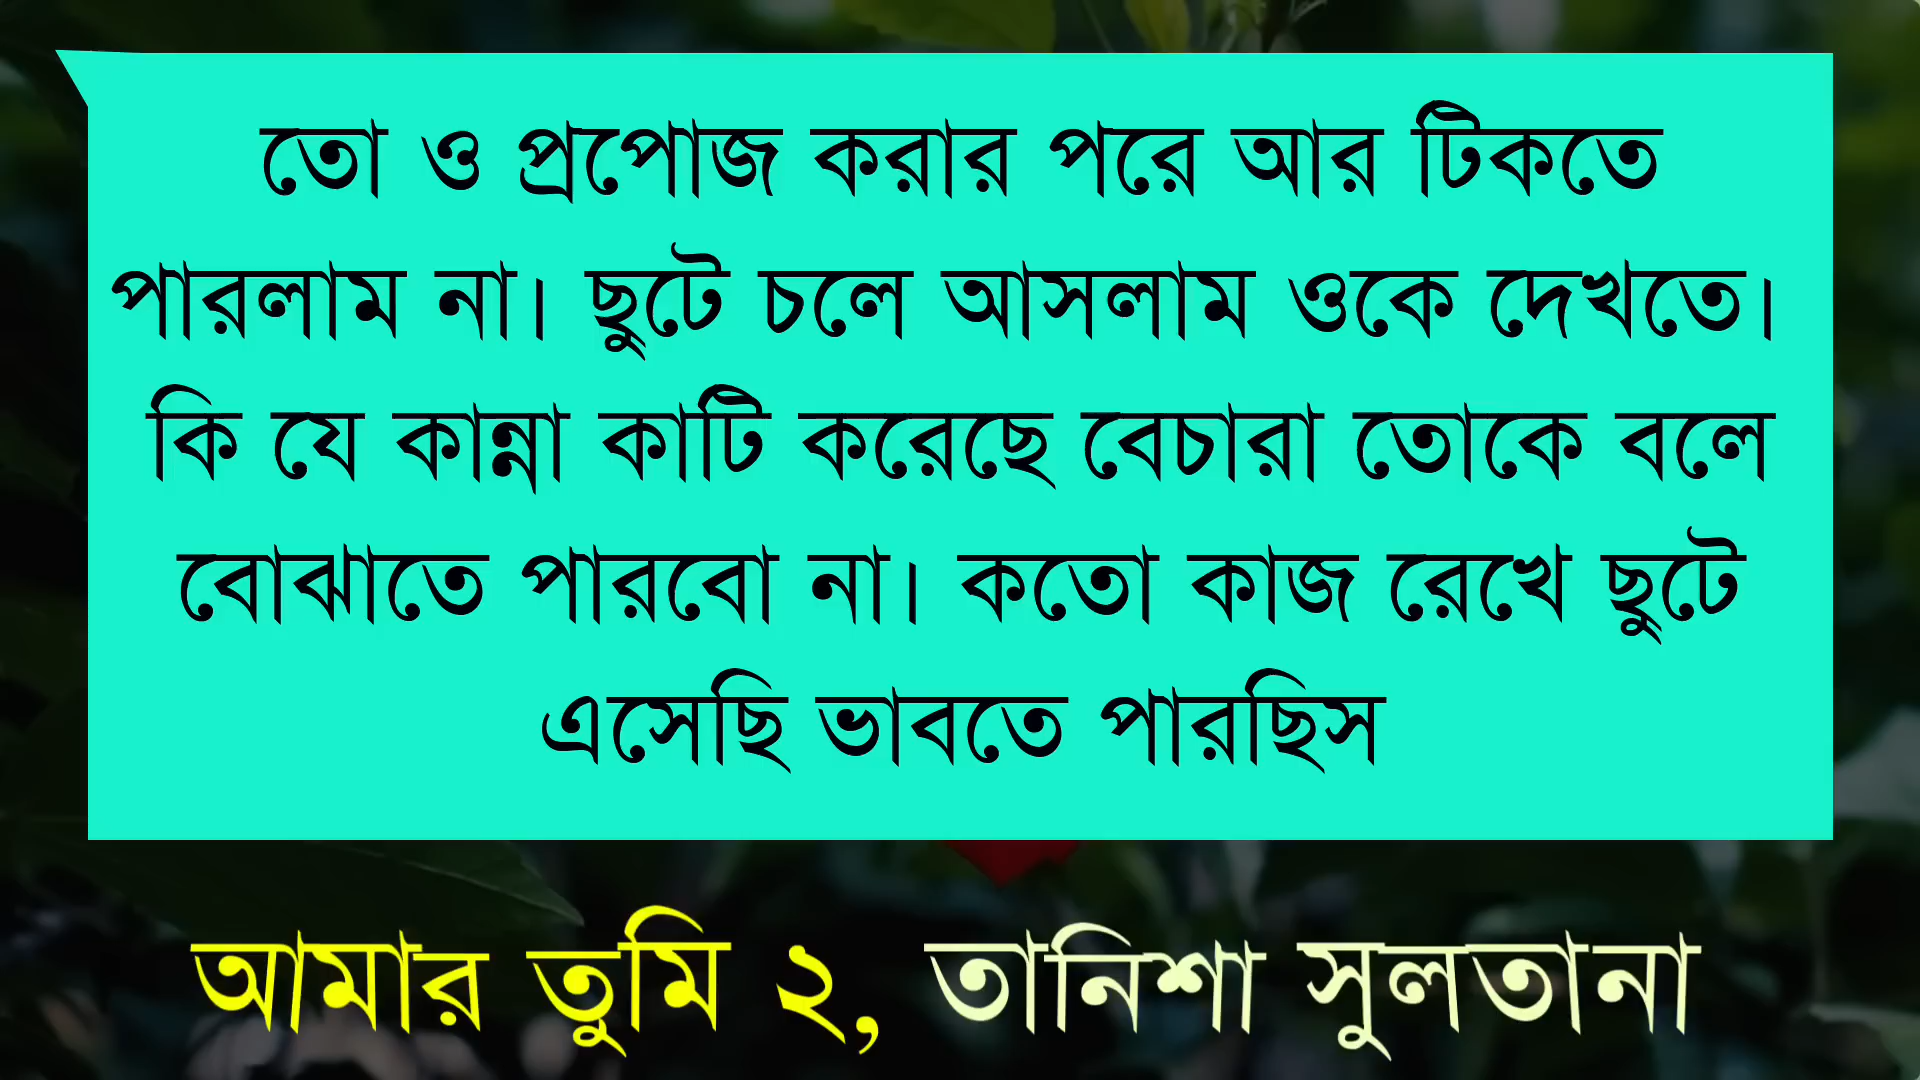 তো ও প্রপোজ করার পরে আর টিকতে
পারলাম না। ছুটে চলে আসলাম ওকে দেখতে।
কি যে কান্না কাটি করেছে বেচারা তোকে বলে
বোঝাতে পারবো না। কতো কাজ রেখে ছুটে
এসেছি ভাবতে পারছিস
আমার তুমি ২, তানিশা সুলতানা